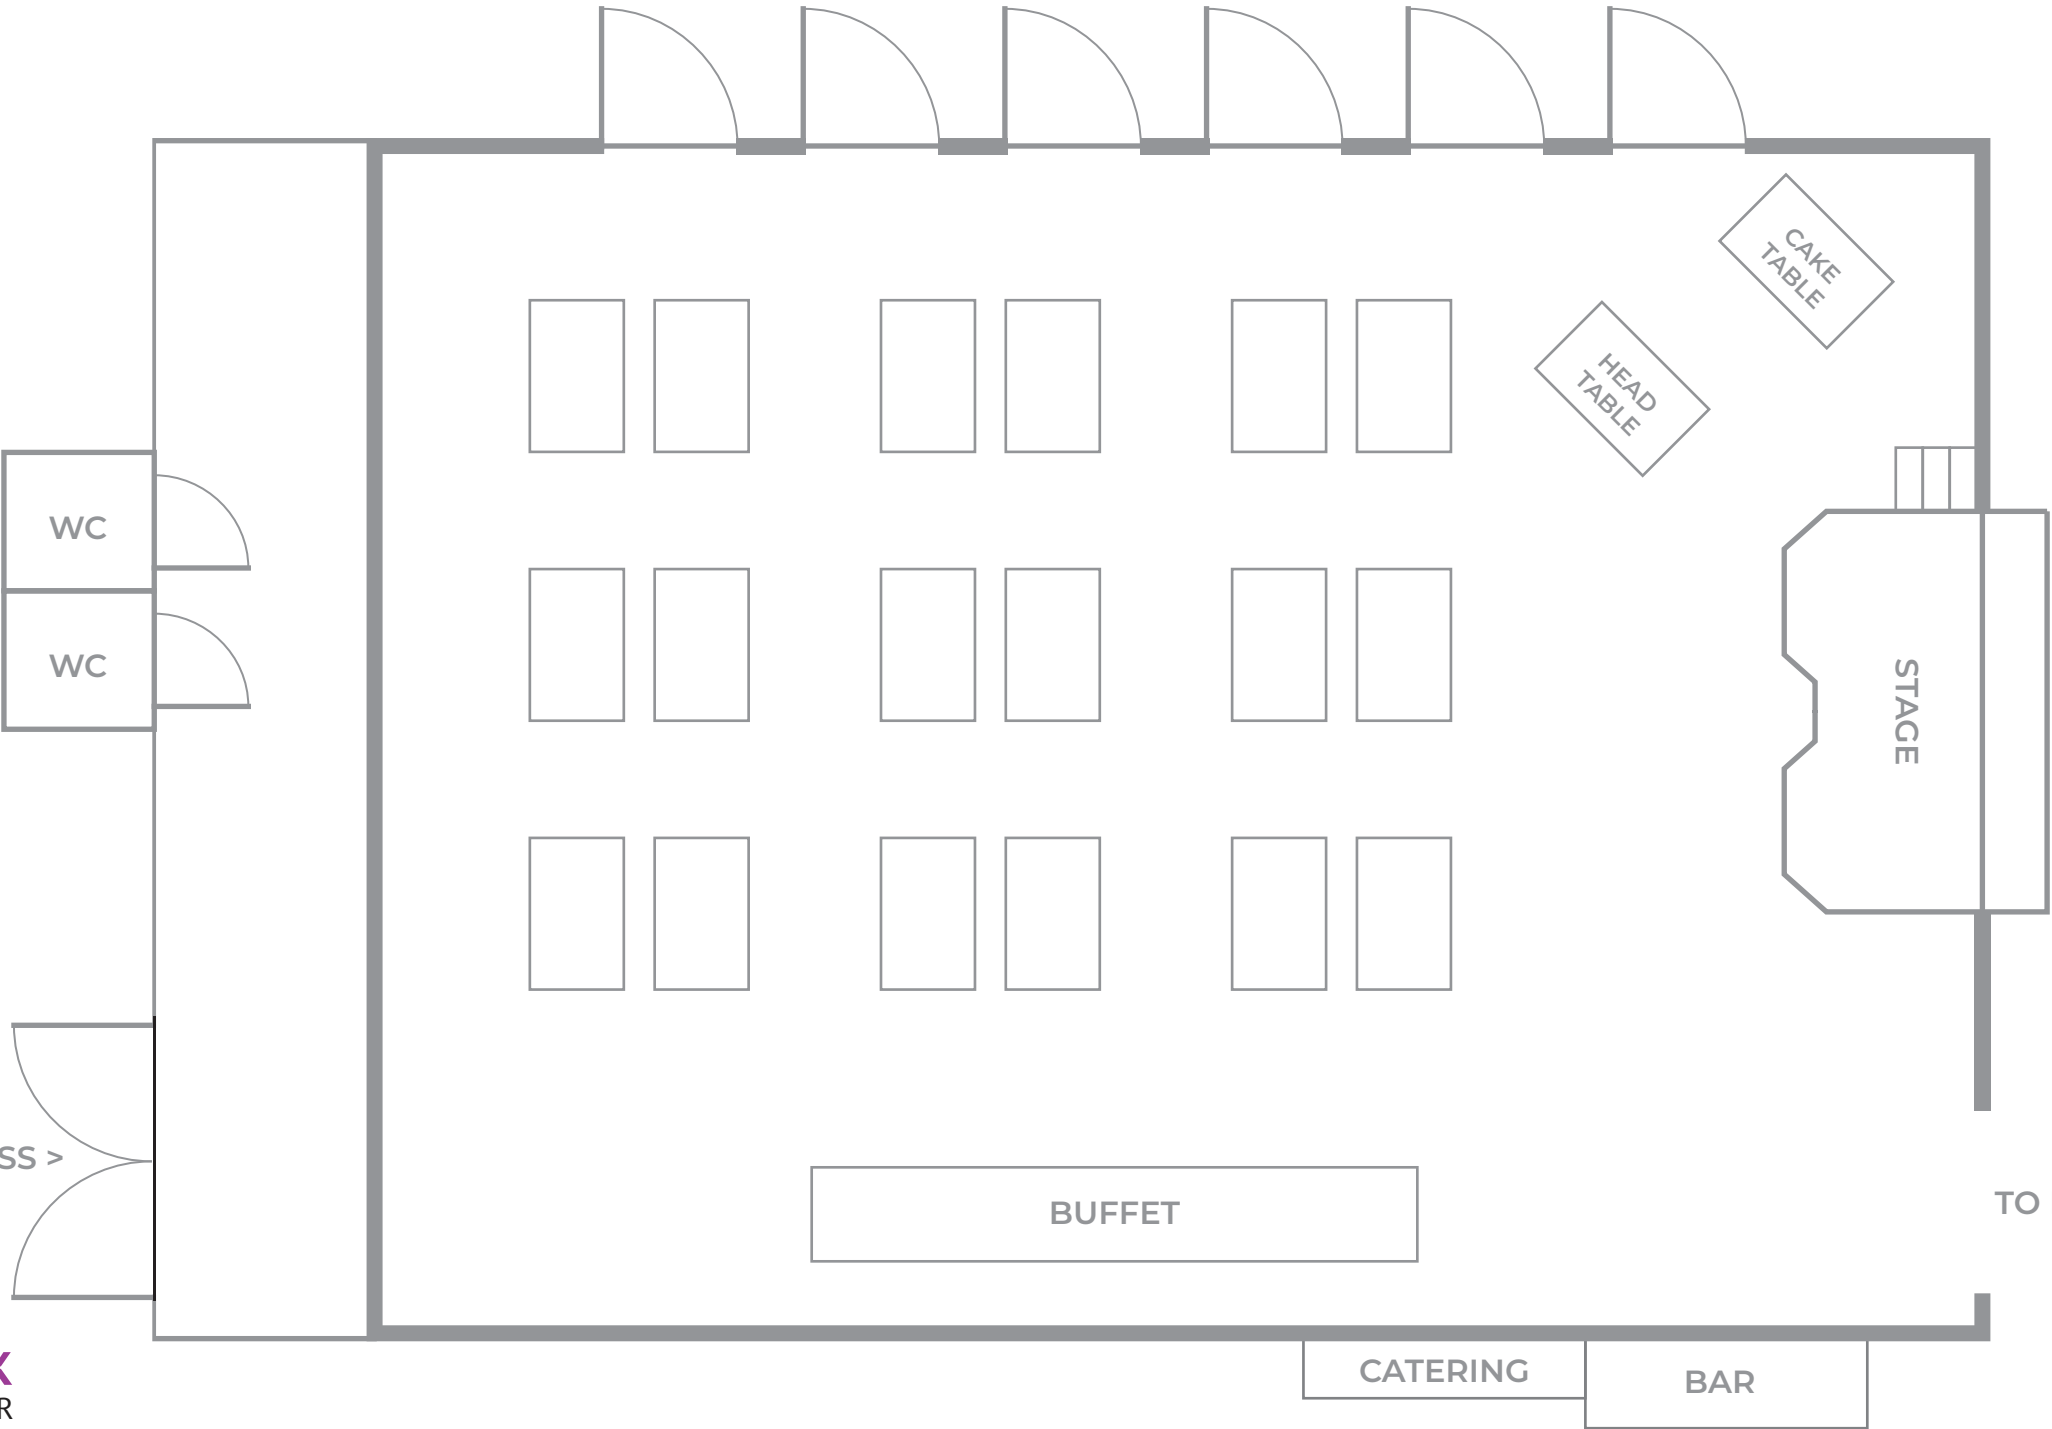 CAKE
TABLE
HEAD
TABLE
WC
WC
STAGE
SS >
BUFFET
TO
CATERING
BAR
X
R